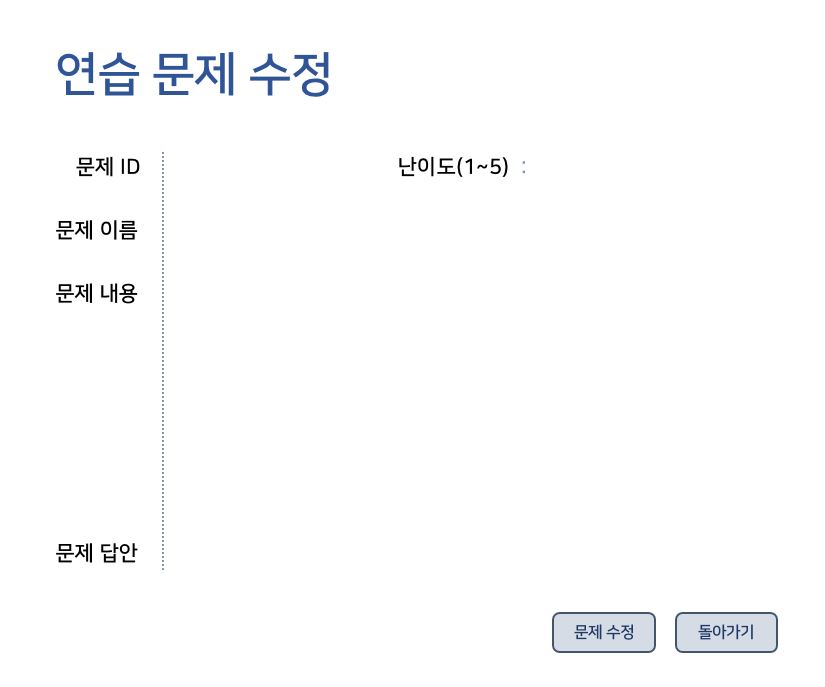 연습 문제 수정
문제 ID
난이도(1~5) :
문제 이름
문제 내용
문제 답안
문제 수정
돌아가기